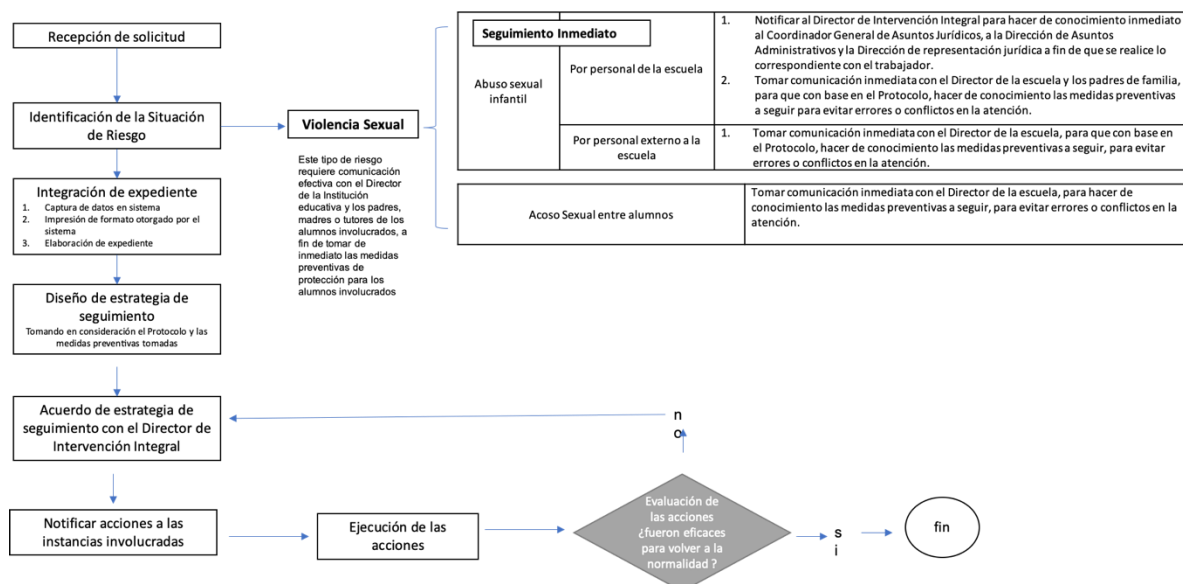 Recepción de solicitud
Identificación de la Situación
de Riesgo
Integración de expediente
1. Captura de datos en sistema
2. Impresión de formato otorgado por el
sistema
3. Elaboración de expediente
Diseño de estrategia de
seguimiento
Tomando en consideración el Protocolo y las
medidas preventivas tomadas
Acuerdo de estrategia de
seguimiento con el Director de
Intervención Integral
Notificar acciones a las
instancias involucradas
Ejecución de las
acciones
Evaluación de
las acciones
¿fueron eficaces
para volver a la
normalidad ?
n
o
s
i
fin
Violencia Sexual
Este tipo de riesgo
requiere comunicación
efectiva con el Director
de la Institución
educativa y los padres,
madres o tutores de los
alumnos involucrados, a
fin de tomar de
inmediato las medidas
preventivas de
protección para los
alumnos involucrados
Seguimiento Inmediato
Abuso sexual
infantil
Por personal de la escuela
1. Notificar al Director de Intervención Integral para hacer de conocimiento inmediato
al Coordinador General de Asuntos Jurídicos, a la Dirección de Asuntos
Administrativos y la Dirección de representación jurídica a fin de que se realice lo
correspondiente con el trabajador.
2. Tomar comunicación inmediata con el Director de la escuela y los padres de familia,
para que con base en el Protocolo, hacer de conocimiento las medidas preventivas
a seguir para evitar errores o conflictos en la atención.
Por personal externo a la
escuela
1. Tomar comunicación inmediata con el Director de la escuela, para que con base en
el Protocolo, hacer de conocimiento las medidas preventivas a seguir, para evitar
errores o conflictos en la atención.
Acoso Sexual entre alumnos
Tomar comunicación inmediata con el Director de la escuela, para hacer de
conocimiento las medidas preventivas a seguir, para evitar errores o conflictos en la
atención.